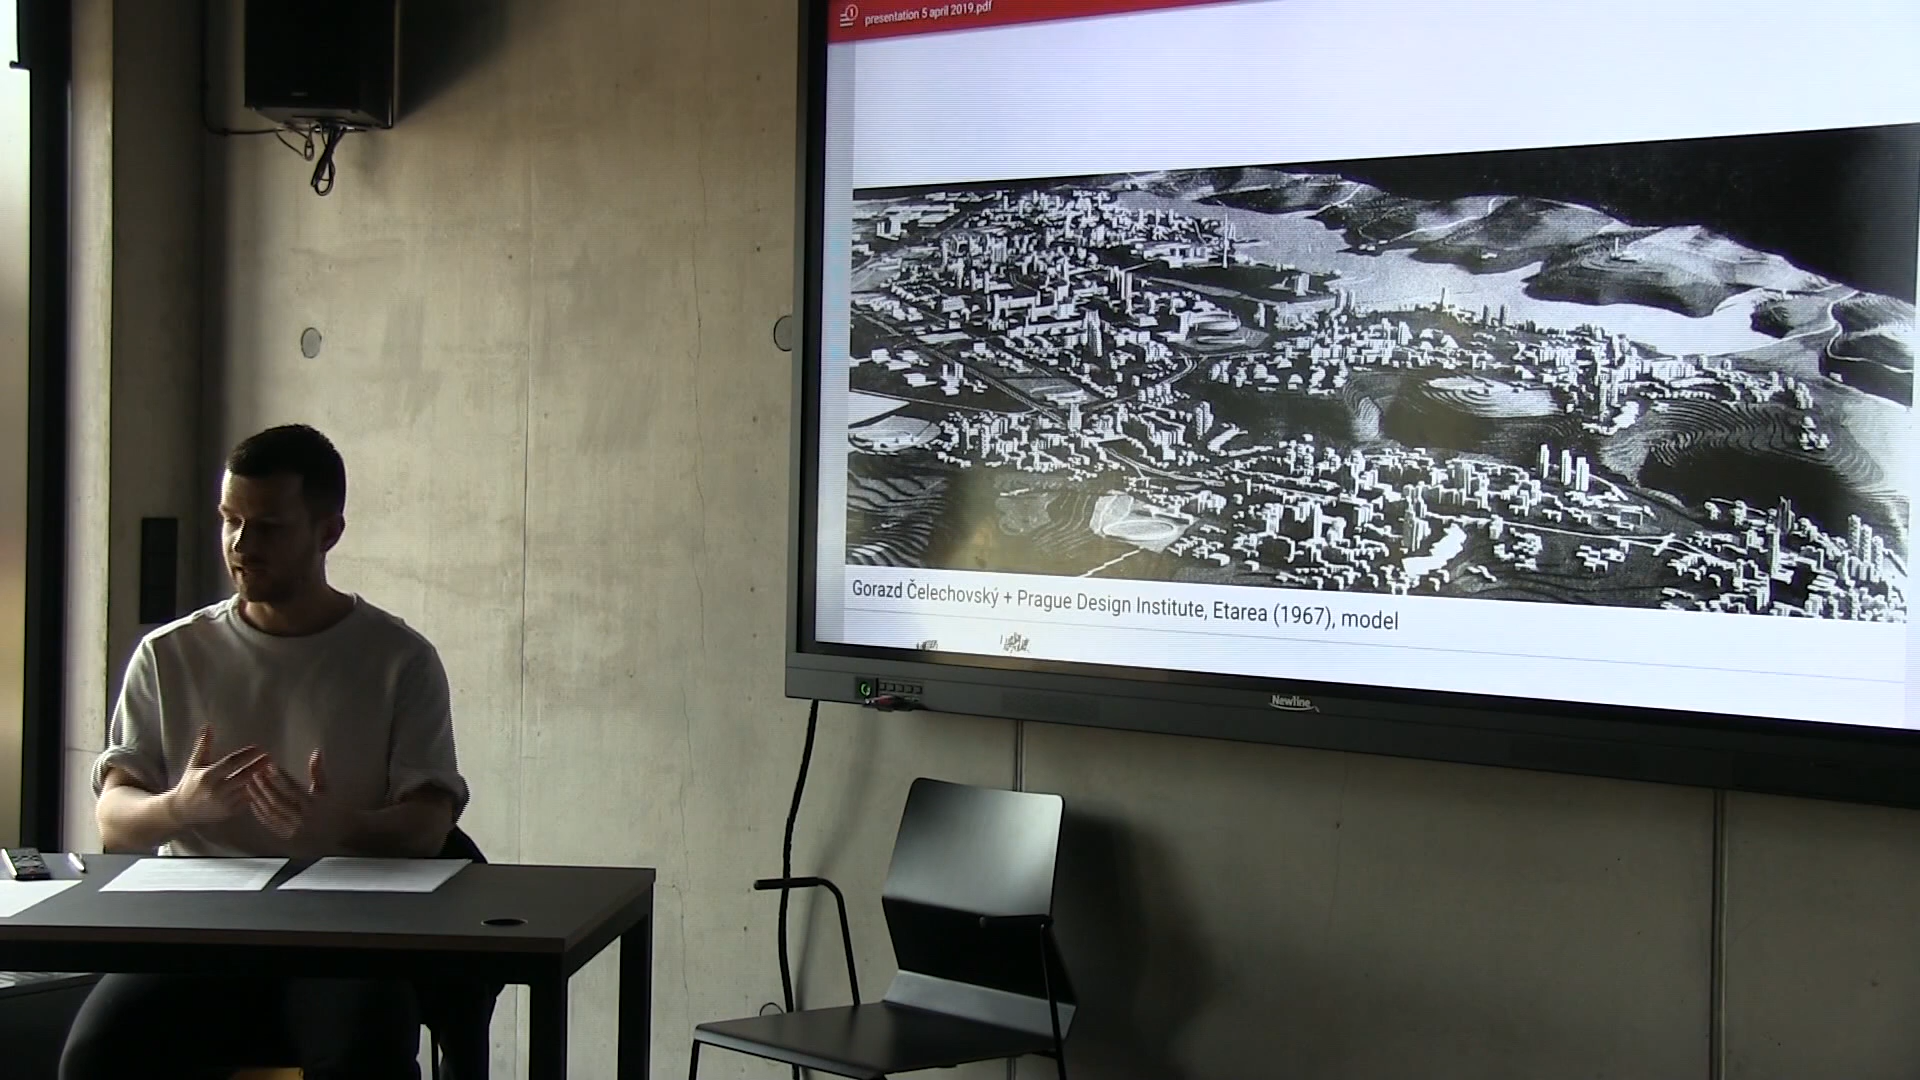 presentation 5 april 2019.pdf
Gorazd Čelechovský + Prague Design Institute, Etarea (1967), model
Newline